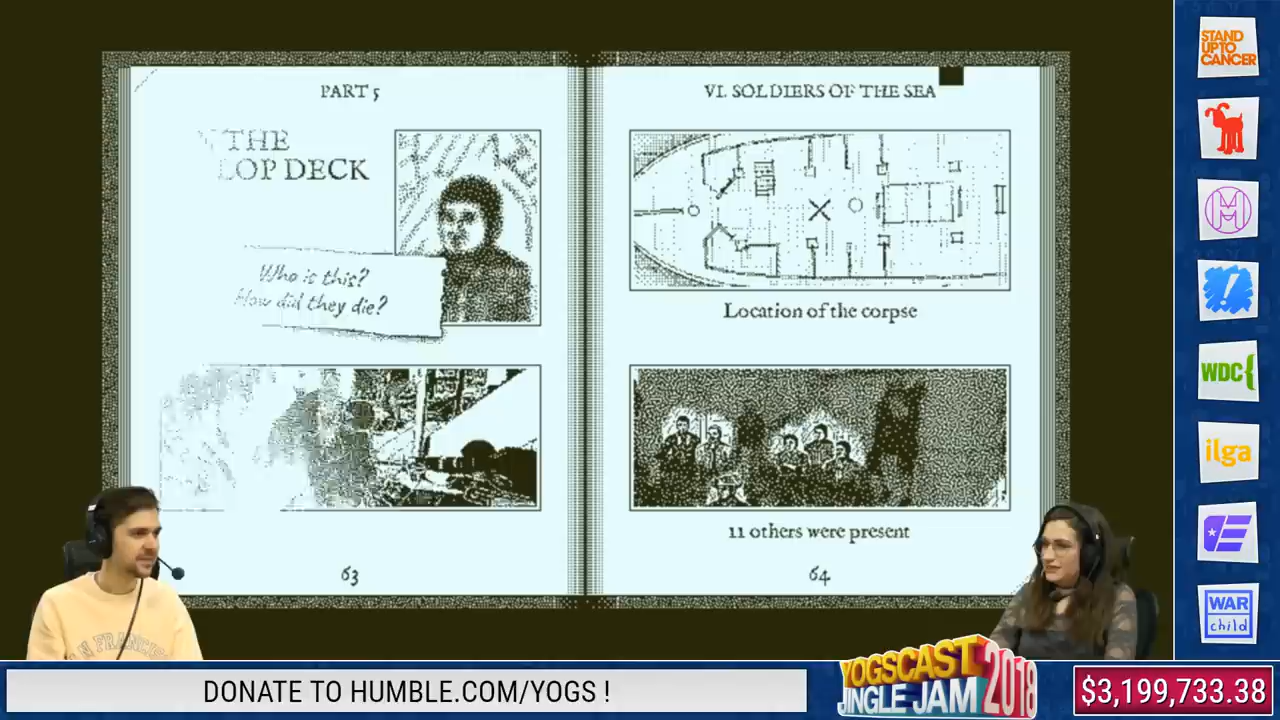 PART 5
THE
LOP DECK
Who is this?
How did they die?
63
VI. SOLDIERS OF THE SEA
Location of the corpse
11 others were present
64
STAND
UP TO
CANCER
!
WDC
ilga
WAR
child
DONATE TO HUMBLE.COM/YOGS !
YOGSCAST
JINGLE JAM 2018
$3,199,733.38